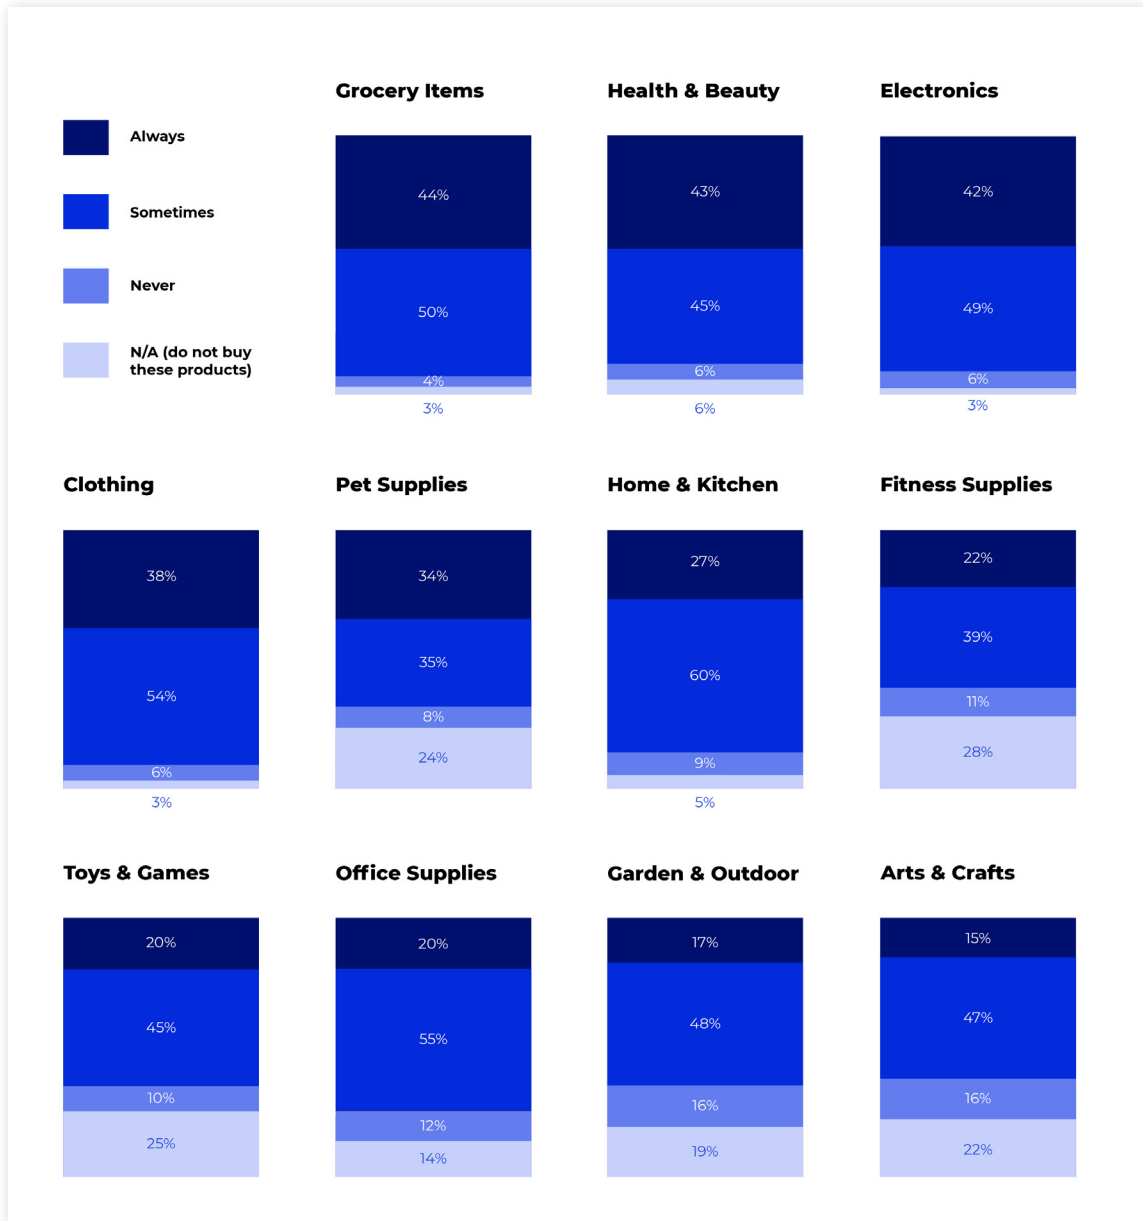 Always
Sometimes
Never
N/A (do not buy
these products)
Grocery Items
44%
50%
4%
3%
Health & Beauty
43%
45%
6%
6%
Electronics
42%
49%
6%
3%
Clothing
38%
54%
6%
3%
Pet Supplies
34%
35%
8%
24%
Home & Kitchen
27%
60%
9%
5%
Fitness Supplies
22%
39%
11%
28%
Toys & Games
20%
45%
10%
25%
Office Supplies
20%
55%
12%
14%
Garden & Outdoor
17%
48%
16%
19%
Arts & Crafts
15%
47%
16%
22%